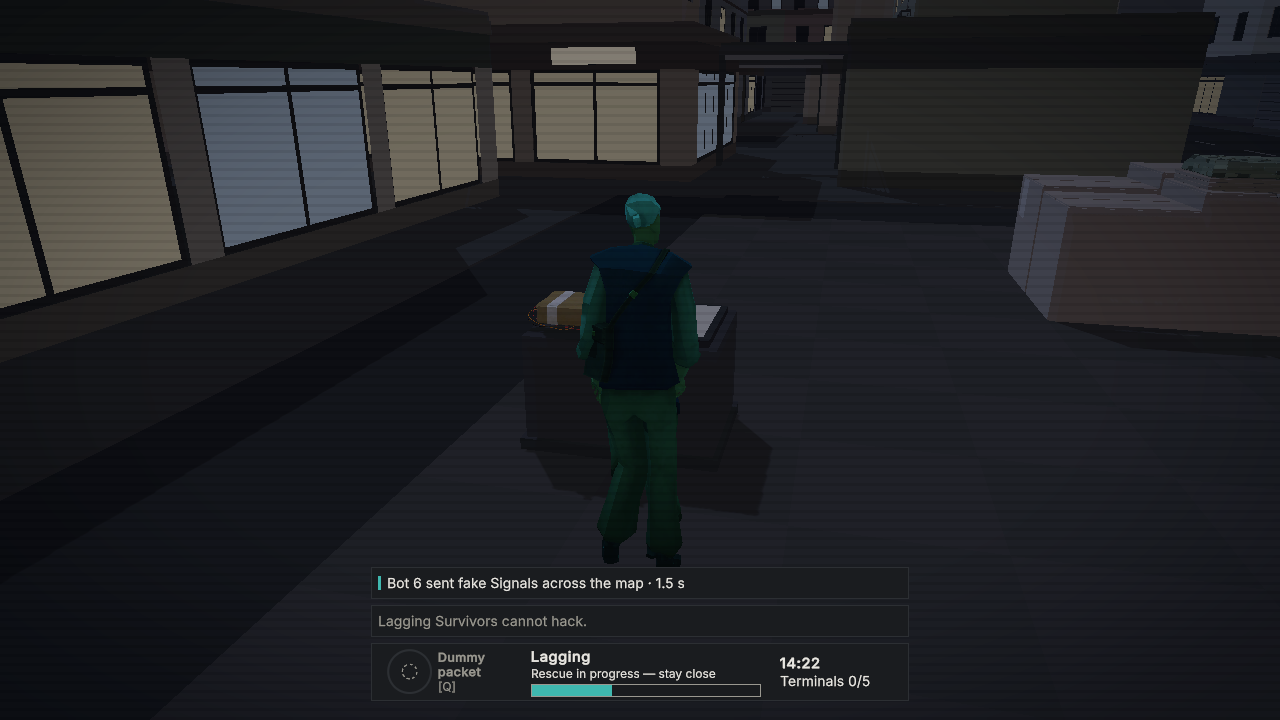 Bot 6 sent fake Signals across the map · 1.5 s
Lagging Survivors cannot hack.
Dummy
packet
[Q]
Lagging
Rescue in progress — stay close
14:22
Terminals 0/5